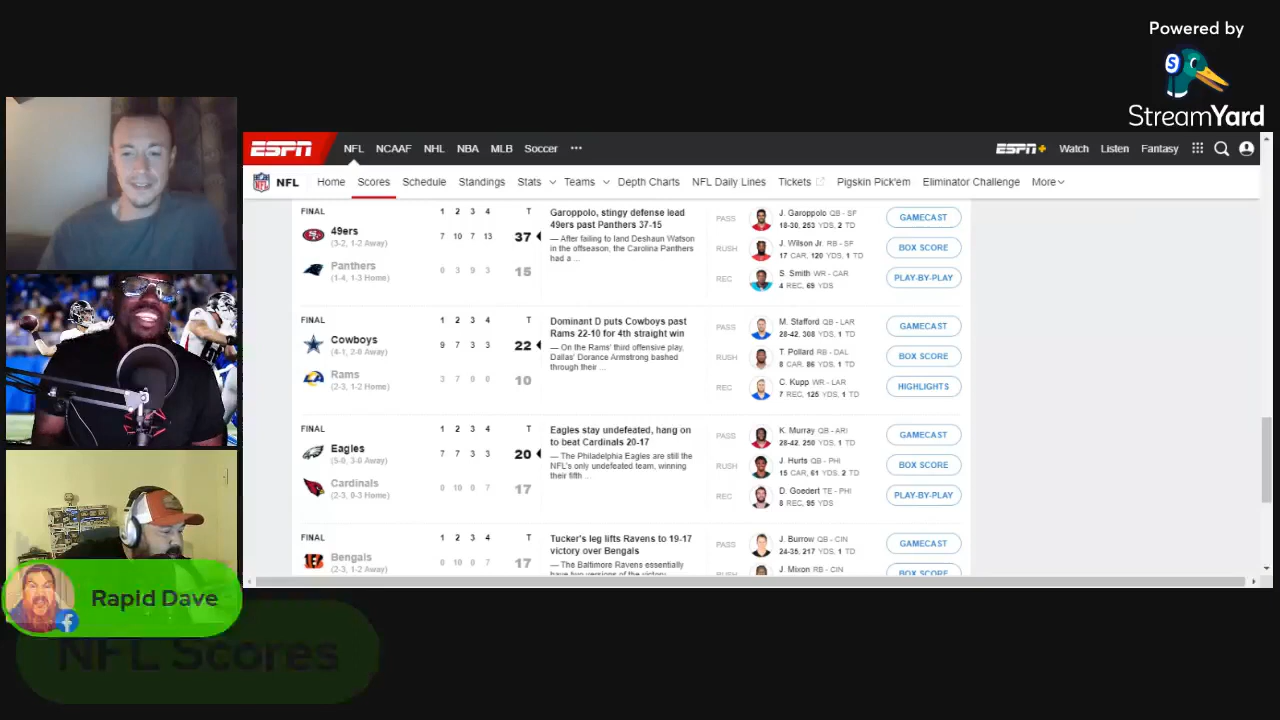 Powered by
StreamYard
ESPN NFL NCAAF NHL NBA MLB Soccer ••• ESPN+ Watch Listen Fantasy
NFL Home Scores Schedule Standings Stats Teams Depth Charts NFL Daily Lines Tickets Pigskin Pick'em Eliminator Challenge More
FINAL 1 2 3 4 T
49ers 7 10 7 13 37
(3-2, 1-2 Away)
Panthers 0 3 9 3 15
(1-4, 1-3 Home)
Garoppolo, stingy defense lead
49ers past Panthers 37-15
— After failing to land Deshaun Watson
in the offseason, the Carolina Panthers
had a ...
PASS J. Garoppolo QB - SF
253 YDS, 2 TD
RUSH J. Wilson Jr. RB - SF
17 CAR, 120 YDS, 1 TD
REC S. Smith WR - CAR
4 REC, 65 YDS
GAMECAST
BOX SCORE
PLAY-BY-PLAY
FINAL 1 2 3 4 T
Cowboys 9 7 3 3 22
(4-1, 2-0 Away)
Rams 3 7 0 0 10
(2-3, 1-2 Home)
Dominant D puts Cowboys past
Rams 22-10 for 4th straight win
— On the Rams' third offensive play,
Dallas' Dorance Armstrong bashed
through their ...
PASS M. Stafford QB - LAR
28-42, 308 YDS, 1 TD
RUSH T. Pollard RB - DAL
8 CAR, 86 YDS, 1 TD
REC C. Kupp WR - LAR
7 REC, 125 YDS, 1 TD
GAMECAST
BOX SCORE
HIGHLIGHTS
FINAL 1 2 3 4 T
Eagles 7 7 3 3 20
(5-0, 3-0 Away)
Cardinals 0 10 0 7 17
(2-3, 0-3 Home)
Eagles stay undefeated, hang on
to beat Cardinals 20-17
— The Philadelphia Eagles are still the
NFL's only undefeated team, winning
their fifth ...
PASS K. Murray QB - ARI
28-42, 250 YDS, 1 TD
RUSH J. Hurts QB - PHI
15 CAR, 61 YDS, 2 TD
REC D. Goedert TE - PHI
8 REC, 95 YDS
GAMECAST
BOX SCORE
PLAY-BY-PLAY
FINAL 1 2 3 4 T
Bengals 0 10 0 7 17
(2-3, 1-2 Away)
Tucker's leg lifts Ravens to 19-17
victory over Bengals
— The Baltimore Ravens essentially
have two versions of the victory
PASS J. Burrow QB - CIN
24-35, 217 YDS, 1 TD
RUSH J. Mixon RB - CIN
GAMECAST
BOX SCORE
Rapid Dave
NFL Scores